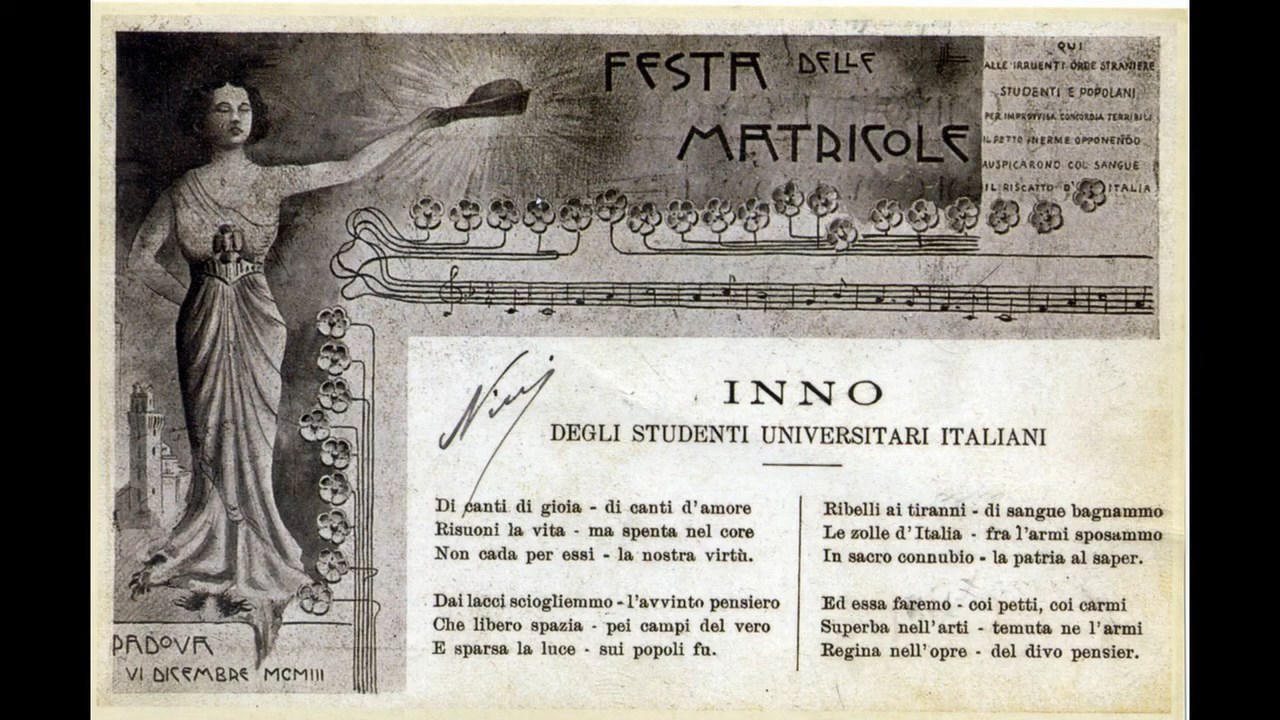 FESTA DELLE
MATRICOLE
QUI
ALLE IRRUENTI ORDE STRANIERE
STUDENTI E POPOLANI
PER IMPROVVISA CONCORDIA TERRIBILI
IL PETTO INERME OPPONENDO
AUSPICARONO COL SANGUE
IL RISCATTO D'ITALIA
INNO
DEGLI STUDENTI UNIVERSITARI ITALIANI
Di canti di gioia - di canti d'amore
Risuoni la vita - ma spenta nel core
Non cada per essi - la nostra virtù.
Dai lacci sciogliemmo - l'avvinto pensiero
Che libero spazia - pei campi del vero
E sparsa la luce - sui popoli fu.
Ribelli ai tiranni - di sangue bagnammo
Le zolle d'Italia - fra l'armi sposammo
In sacro connubio - la patria al saper.
Ed essa faremo - coi petti, coi carmi
Superba nell'arti - temuta ne l'armi
Regina nell'opre - del divo pensier.
PADOVA
VI DICEMBRE MCMIII